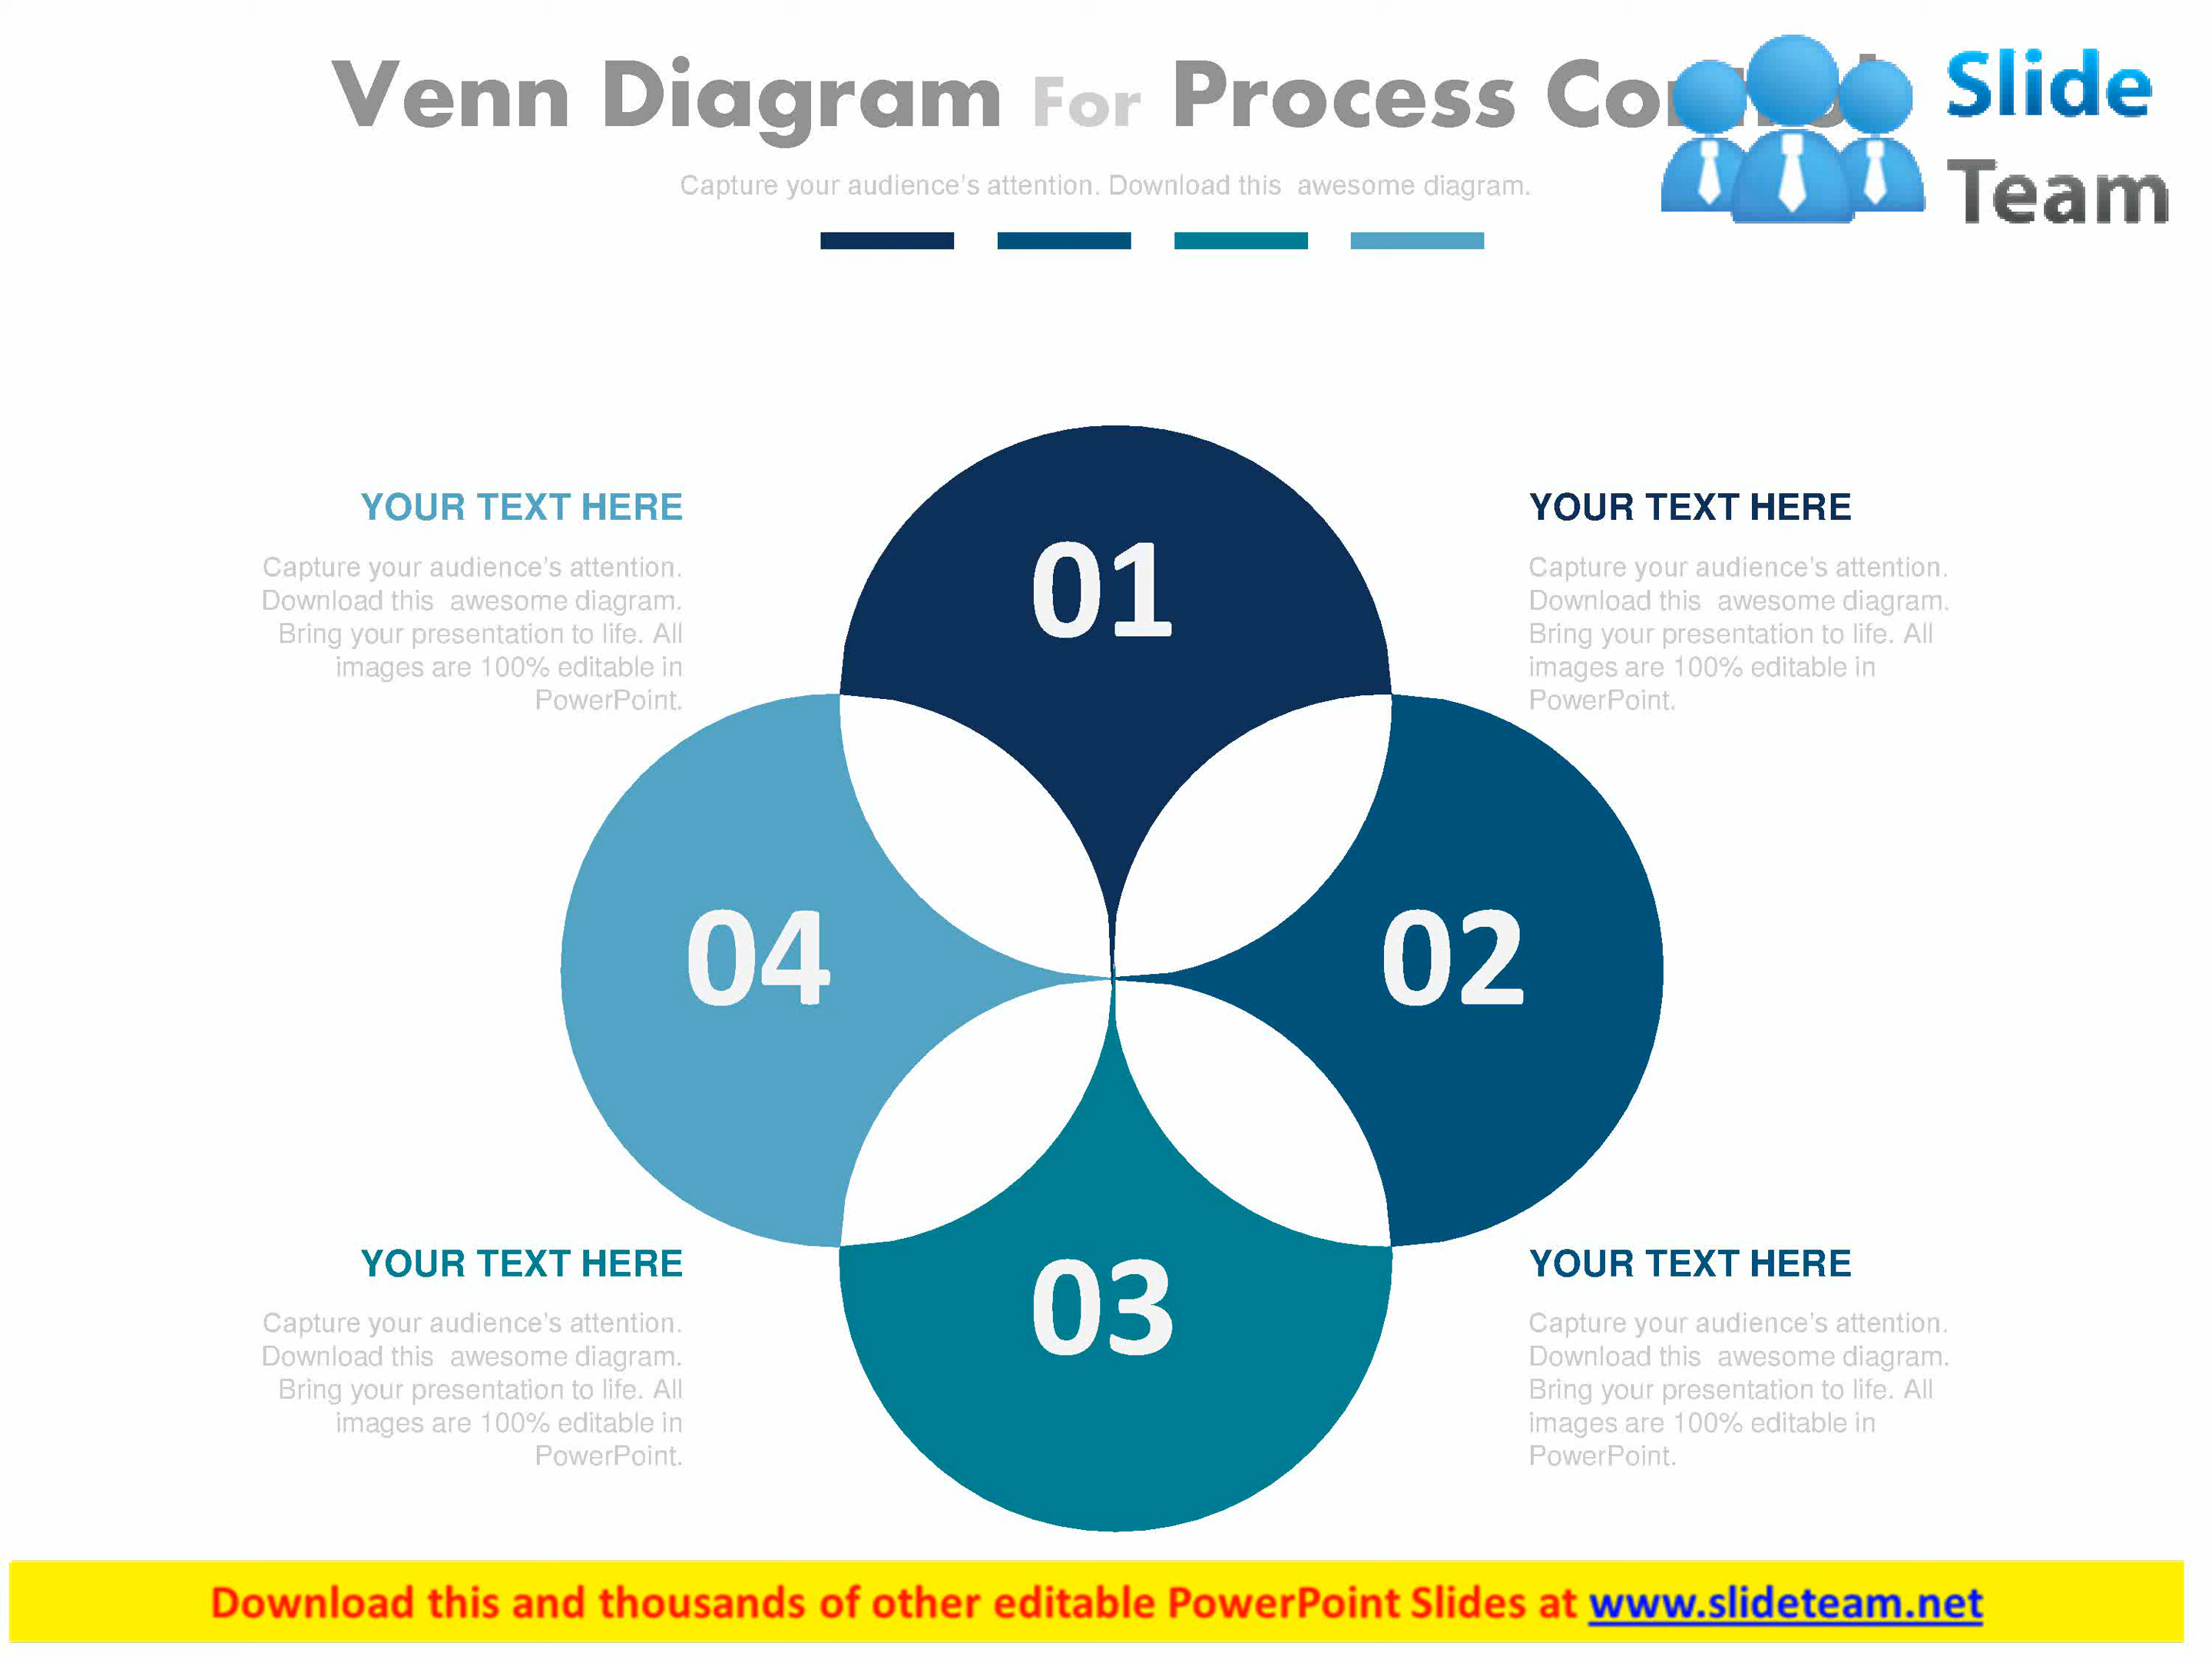 Venn Diagram For Process
Slide
Team
Capture your audience's attention. Download this awesome diagram.
YOUR TEXT HERE
Capture your audience's attention.
Download this awesome diagram.
Bring your presentation to life. All
images are 100% editable in
PowerPoint.
YOUR TEXT HERE
Capture your audience's attention.
Download this awesome diagram.
Bring your presentation to life. All
images are 100% editable in
PowerPoint.
01
04
02
03
YOUR TEXT HERE
Capture your audience's attention.
Download this awesome diagram.
Bring your presentation to life. All
images are 100% editable in
PowerPoint.
YOUR TEXT HERE
Capture your audience's attention.
Download this awesome diagram.
Bring your presentation to life. All
images are 100% editable in
PowerPoint.
Download this and thousands of other editable PowerPoint Slides at www.slideteam.net